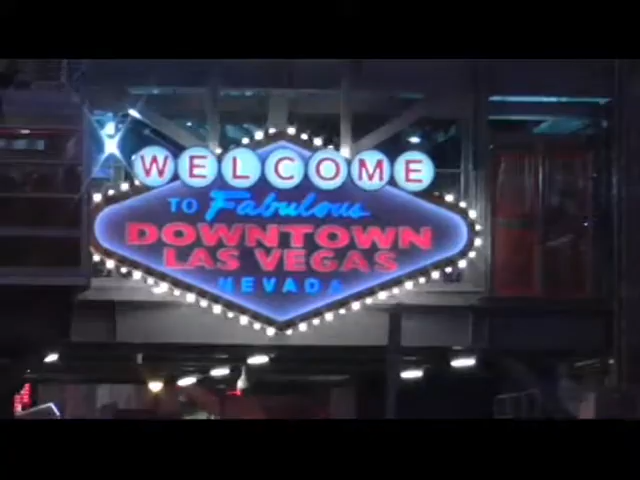 WELCOME
TO Fabulous
DOWNTOWN
LAS VEGAS
NEVADA